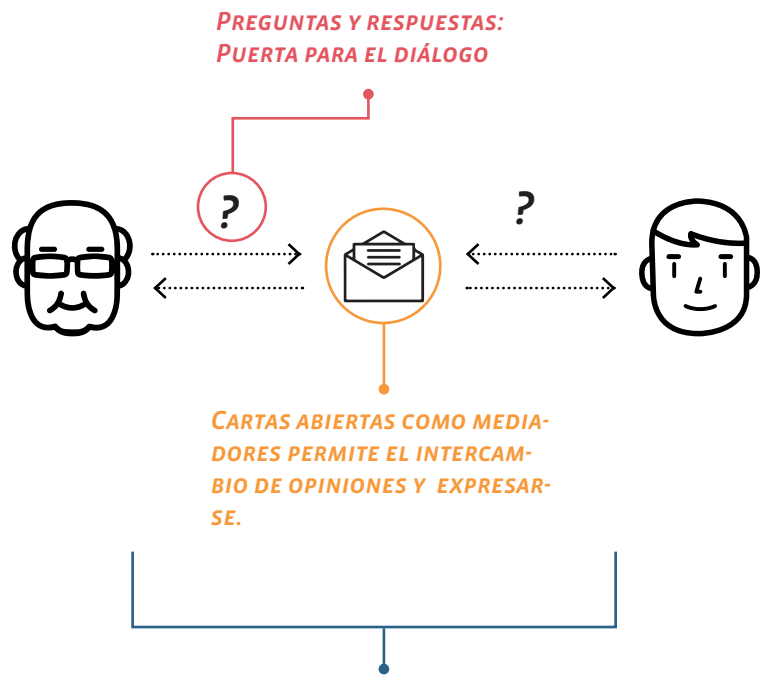 PREGUNTAS Y RESPUESTAS:
PUERTA PARA EL DIÁLOGO
?
?
CARTAS ABIERTAS COMO MEDIA-
DORES PERMITE EL INTERCAM-
BIO DE OPINIONES Y EXPRESAR-
SE.